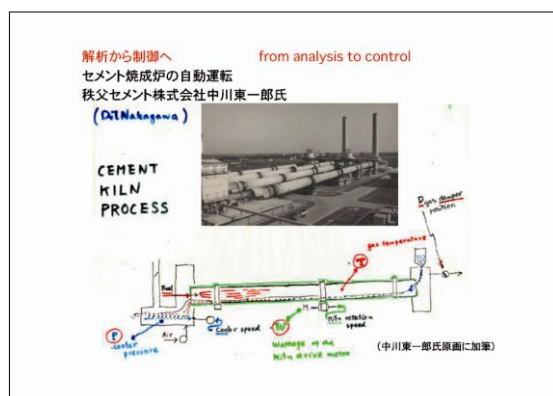 解析から制御へ from analysis to control
セメント焼成炉の自動運転
秩父セメント株式会社中川東一郎氏
CEMENT
KILN
PROCESS
D gas damper
position
gas temperature
T
Fuel
M
W
P
cooler
pressure
Air
Cooler speed
Kiln rotation
speed
Wattage of the
Kiln drive motor
(中川東一郎氏原画に加筆)